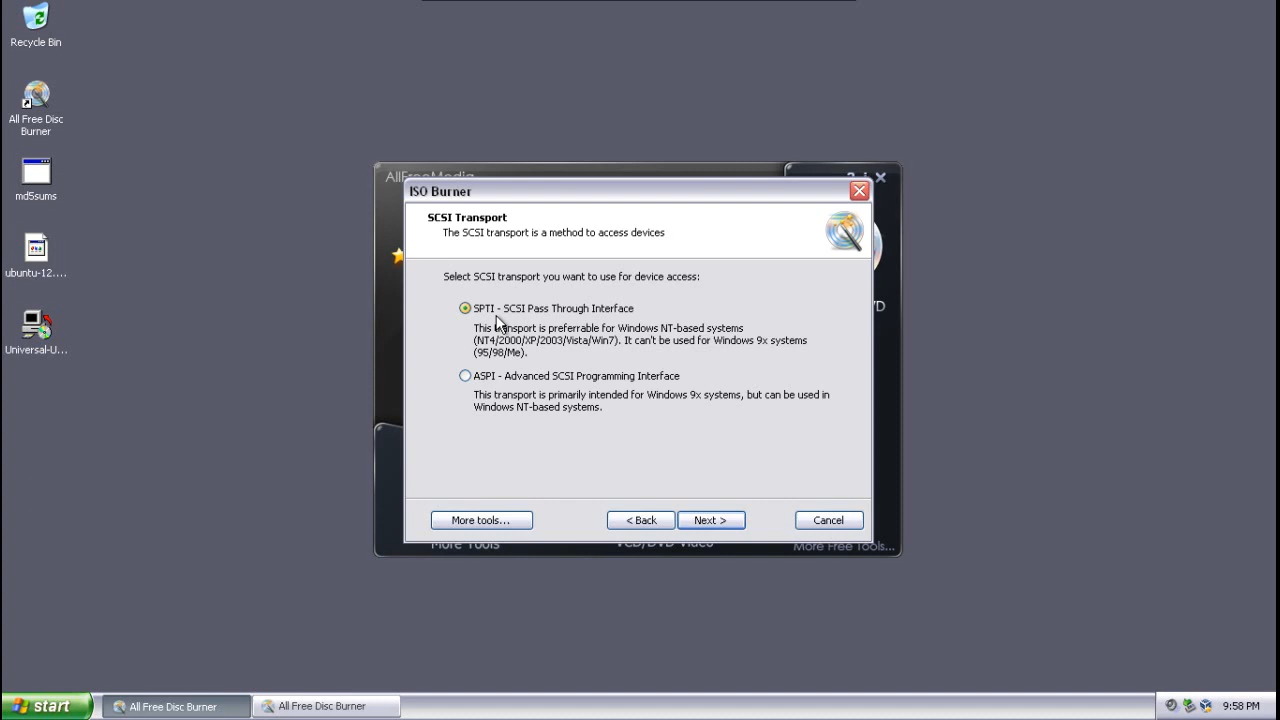 Recycle Bin
All Free Disc
Burner
md5sums
ubuntu-12....
Universal-U...
ISO Burner
SCSI Transport
The SCSI transport is a method to access devices
Select SCSI transport you want to use for device access:
SPTI - SCSI Pass Through Interface
This transport is preferrable for Windows NT-based systems
(NT4/2000/XP/2003/Vista/Win7). It can't be used for Windows 9x systems
(95/98/Me).
ASPI - Advanced SCSI Programming Interface
This transport is primarily intended for Windows 9x systems, but can be used in
Windows NT-based systems.
More tools...
< Back
Next >
Cancel
More Tools
VCD/DVD Video
More Free Tools...
start
All Free Disc Burner
All Free Disc Burner
9:58 PM